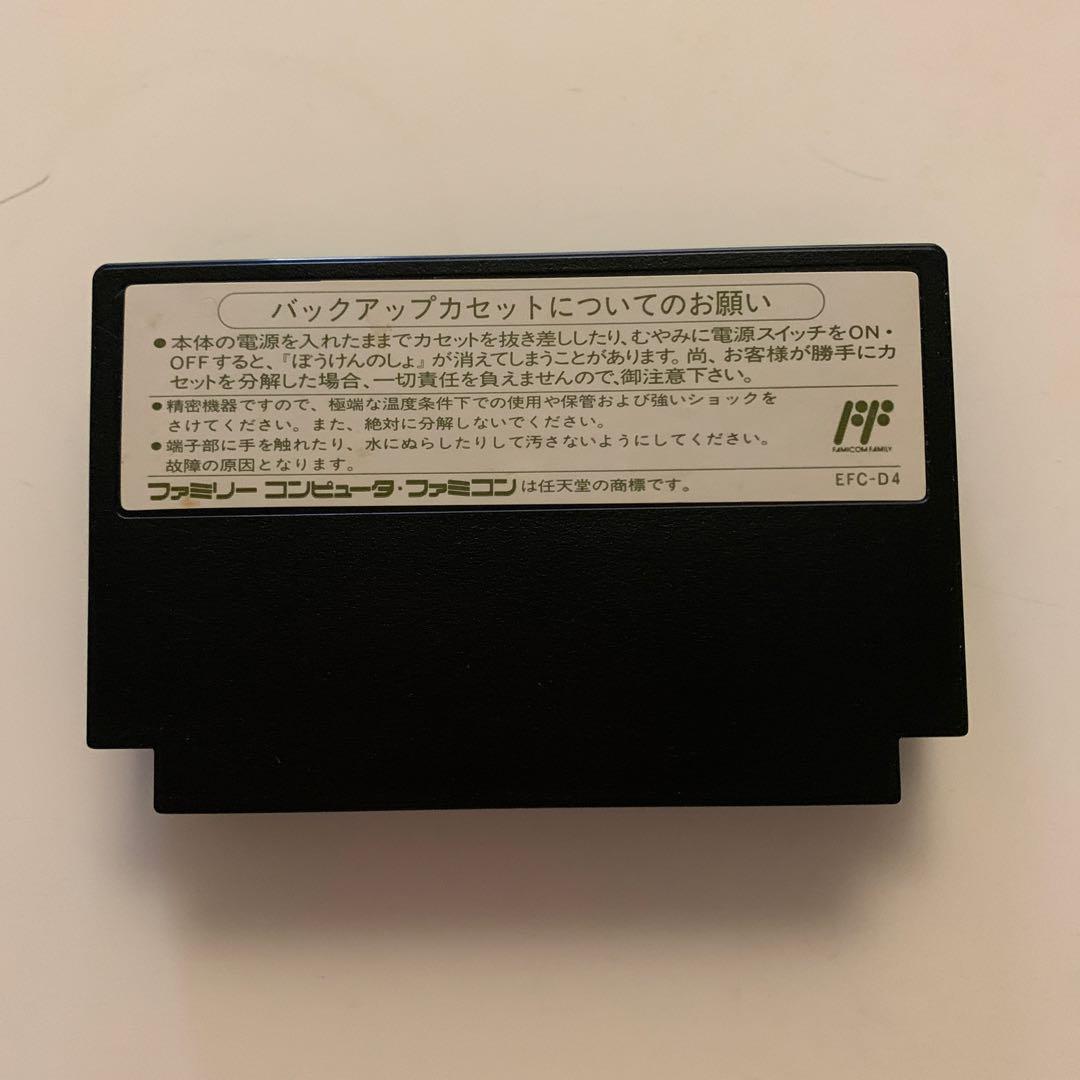 バックアップカセットについてのお願い
●本体の電源を入れたままでカセットを抜き差ししたり、むやみに電源スイッチをON・
OFFすると、『ぼうけんのしょ』が消えてしまうことがあります。尚、お客様が勝手にカ
セットを分解した場合、一切責任を負えませんので、御注意下さい。
●精密機器ですので、極端な温度条件下での使用や保管および強いショックを
さけてください。また、絶対に分解しないでください。
●端子部に手を触れたり、水にぬらしたりして汚さないようにしてください。
故障の原因となります。
FF
FAMICOM FAMILY
ファミリー コンピュータ・ファミコンは任天堂の商標です。
EFC-D4